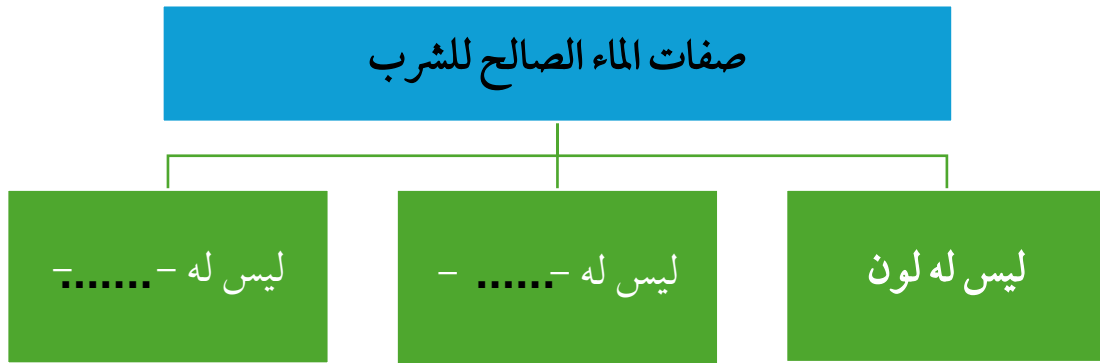 صفات الماء الصالح للشرب
ليس له لون
ليس له -...... -
ليس له -.......-